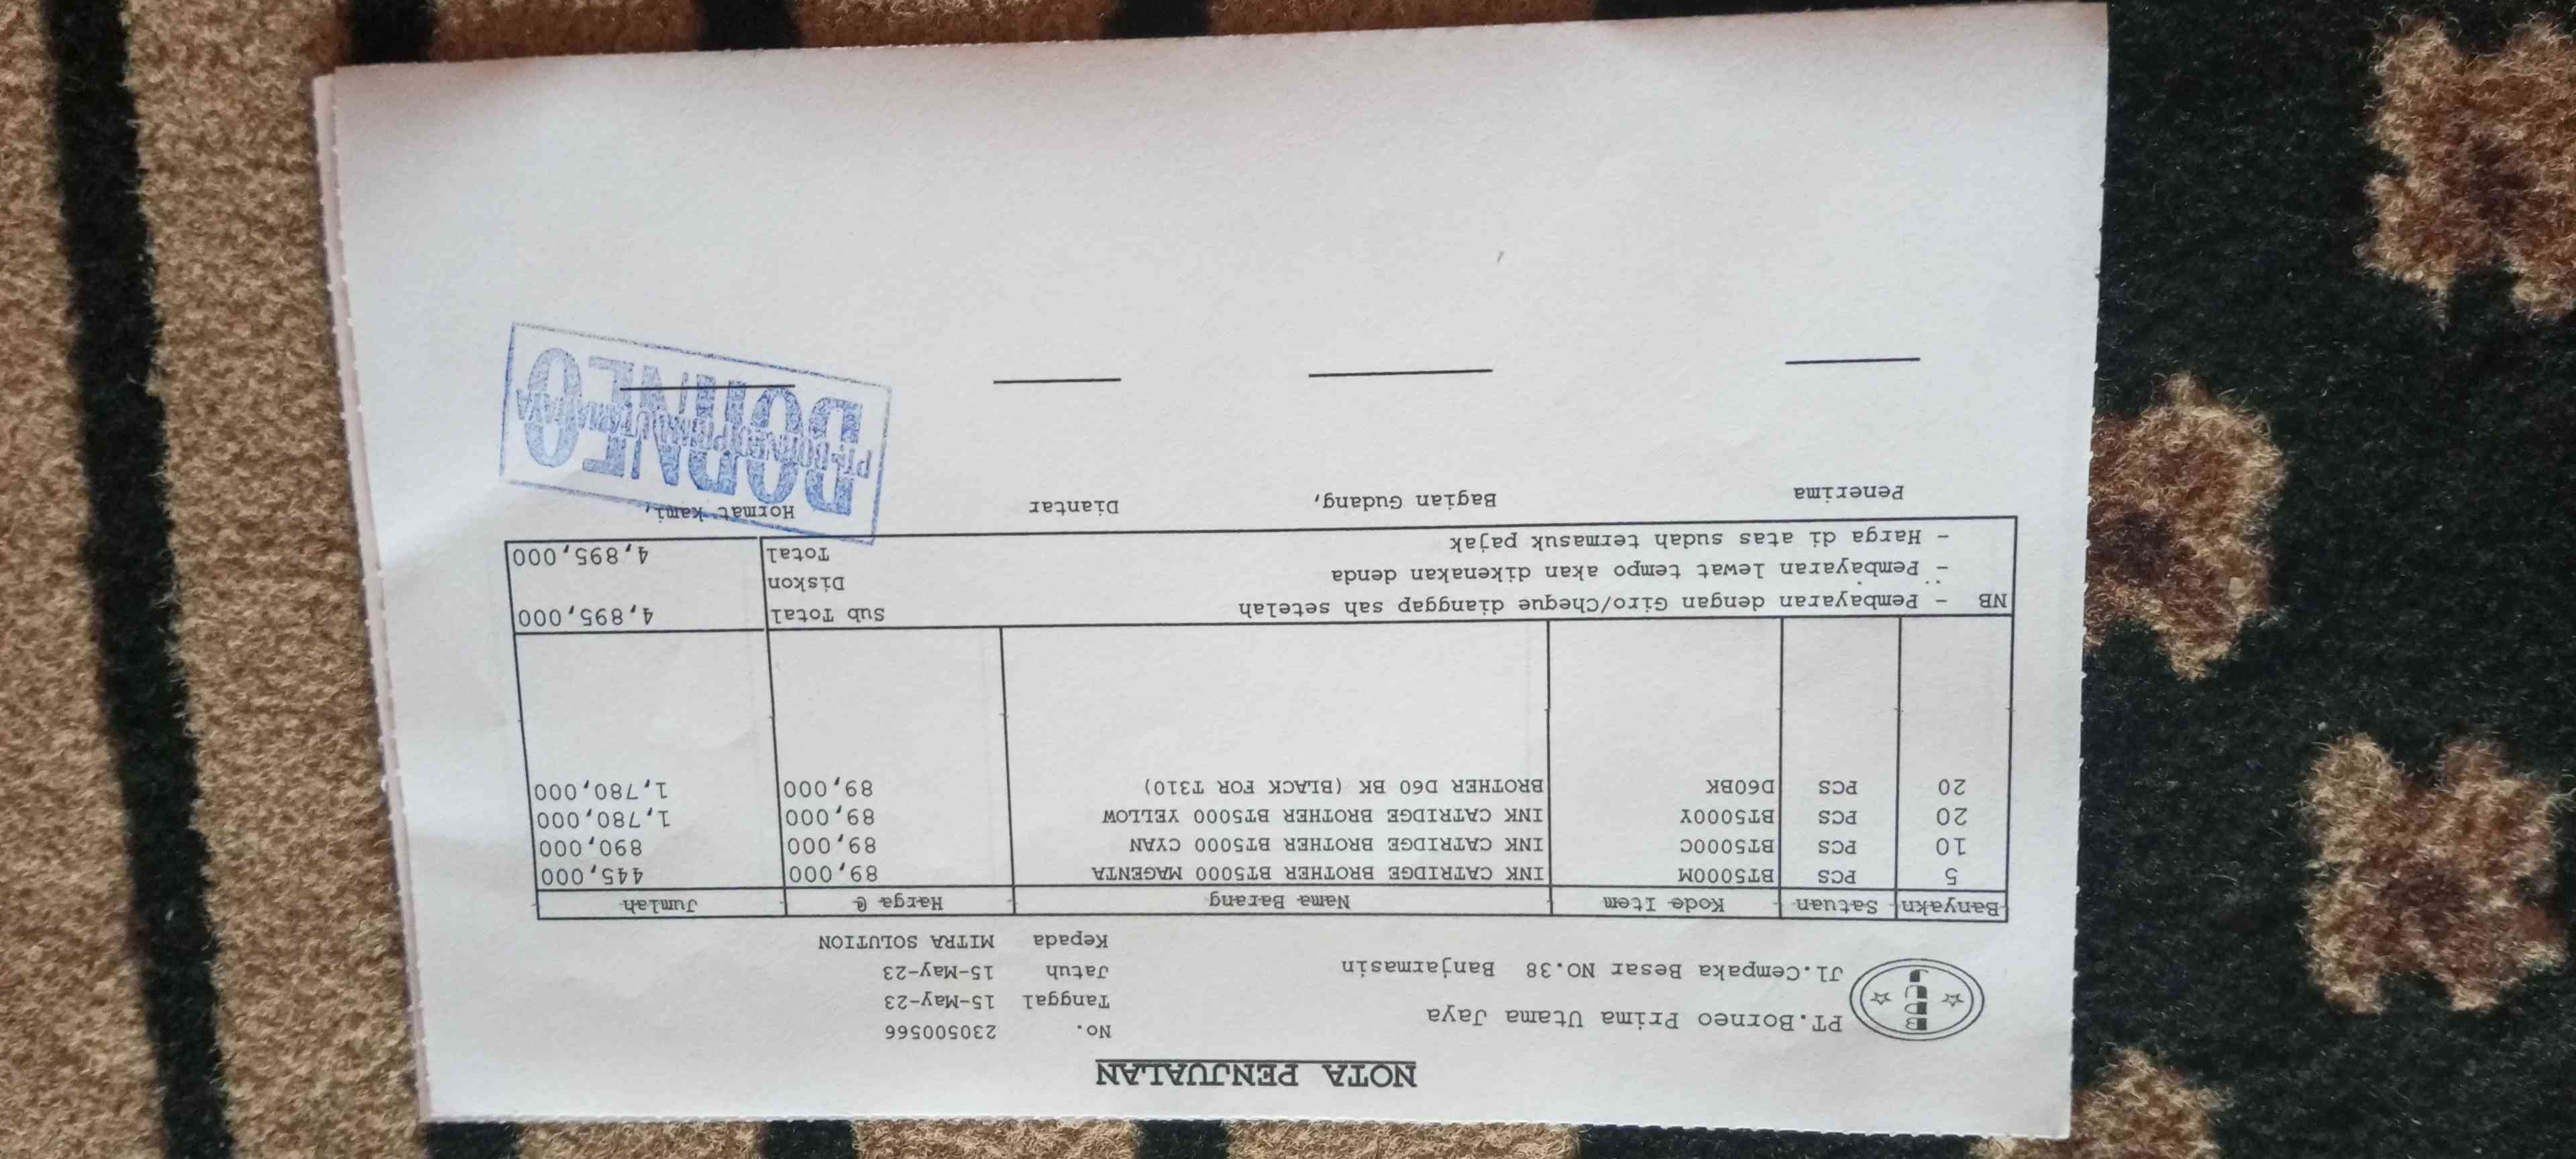 NOTA PENJUALAN
BPUJ
PT.Borneo Prima Utama Jaya
Jl.Cempaka Besar NO.38 Banjarmasin
No. 230500566
Tanggal 15-May-23
Jatuh 15-May-23
Kepada MITRA SOLUTION
Banyakn Satuan Kode Item Nama Barang Harga @ Jumlah
5 PCS BT5000M INK CATRIDGE BROTHER BT5000 MAGENTA 89,000 445,000
10 PCS BT5000C INK CATRIDGE BROTHER BT5000 CYAN 89,000 890,000
20 PCS BT5000Y INK CATRIDGE BROTHER BT5000 YELLOW 89,000 1,780,000
20 PCS D60BK BROTHER D60 BK (BLACK FOR T310) 89,000 1,780,000
NB - Pembayaran dengan Giro/Cheque dianggap sah setelah Sub Total 4,895,000
- Pembayaran lewat tempo akan dikenakan denda Diskon
- Harga di atas sudah termasuk pajak Total 4,895,000
Penerima Bagian Gudang, Diantar Hormat kami,
BORNEO
PT. BORNEO PRIMA UTAMA JAYA